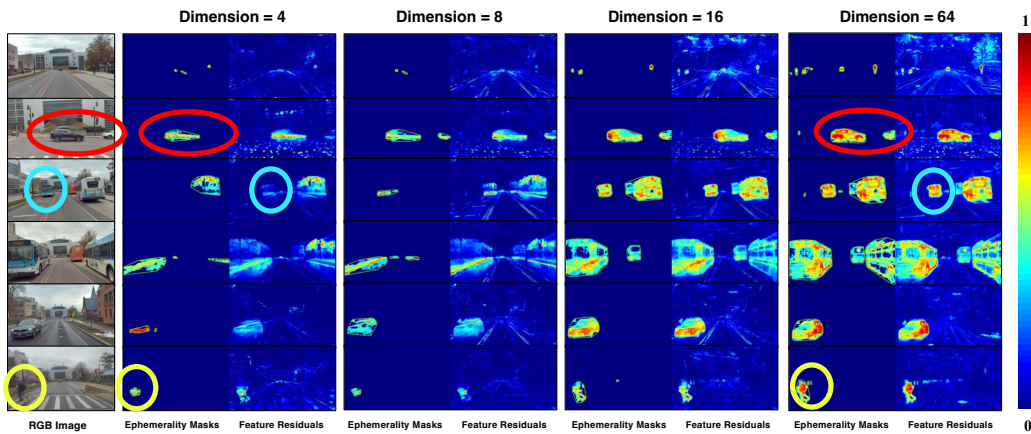 Dimension = 4 Dimension = 8 Dimension = 16 Dimension = 64
1
0
RGB Image Ephemerality Masks Feature Residuals Ephemerality Masks Feature Residuals Ephemerality Masks Feature Residuals Ephemerality Masks Feature Residuals